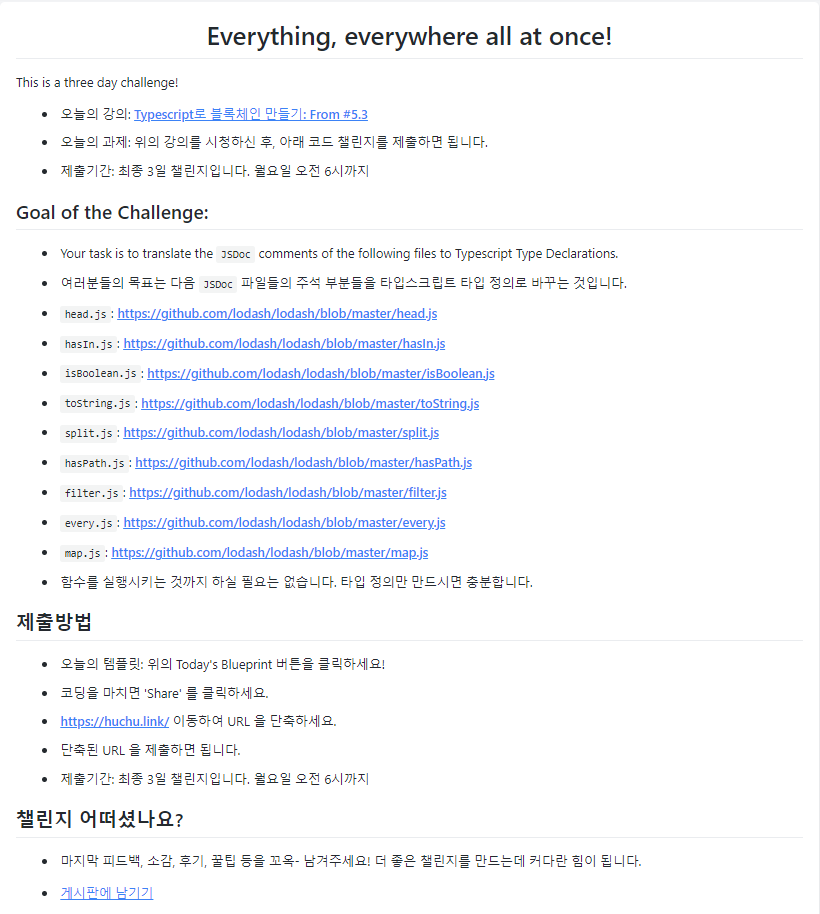 Everything, everywhere all at once!
This is a three day challenge!
오늘의 강의: Typescript로 블록체인 만들기: From #5.3
오늘의 과제: 위의 강의를 시청하신 후, 아래 코드 챌린지를 제출하면 됩니다.
제출기간: 최종 3일 챌린지입니다. 월요일 오전 6시까지
Goal of the Challenge:
Your task is to translate the JSDoc comments of the following files to Typescript Type Declarations.
여러분들의 목표는 다음 JSDoc 파일들의 주석 부분들을 타입스크립트 타입 정의로 바꾸는 것입니다.
head.js : https://github.com/lodash/lodash/blob/master/head.js
hasIn.js : https://github.com/lodash/lodash/blob/master/hasIn.js
isBoolean.js : https://github.com/lodash/lodash/blob/master/isBoolean.js
toString.js : https://github.com/lodash/lodash/blob/master/toString.js
split.js : https://github.com/lodash/lodash/blob/master/split.js
hasPath.js : https://github.com/lodash/lodash/blob/master/hasPath.js
filter.js : https://github.com/lodash/lodash/blob/master/filter.js
every.js : https://github.com/lodash/lodash/blob/master/every.js
map.js : https://github.com/lodash/lodash/blob/master/map.js
함수를 실행시키는 것까지 하실 필요는 없습니다. 타입 정의만 만드시면 충분합니다.
제출방법
오늘의 템플릿: 위의 Today's Blueprint 버튼을 클릭하세요!
코딩을 마치면 'Share' 를 클릭하세요.
https://huchu.link/ 이동하여 URL 을 단축하세요.
단축된 URL 을 제출하면 됩니다.
제출기간: 최종 3일 챌린지입니다. 월요일 오전 6시까지
챌린지 어떠셨나요?
마지막 피드백, 소감, 후기, 꿀팁 등을 꼬옥- 남겨주세요! 더 좋은 챌린지를 만드는데 커다란 힘이 됩니다.
게시판에 남기기